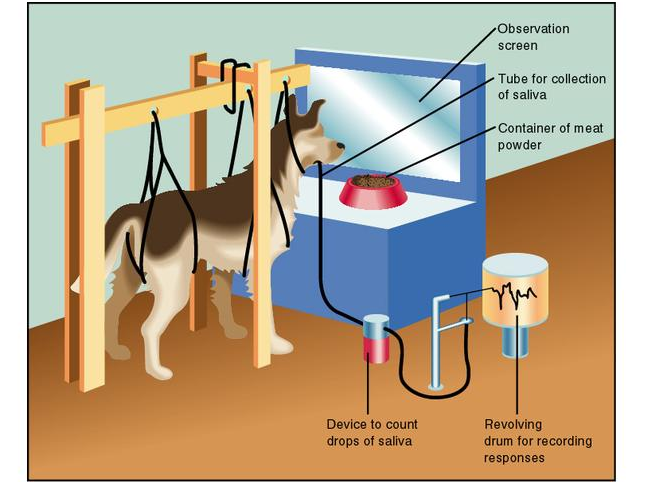 Observation
screen
Tube for collection
of saliva
Container of meat
powder
Device to count
drops of saliva
Revolving
drum for recording
responses